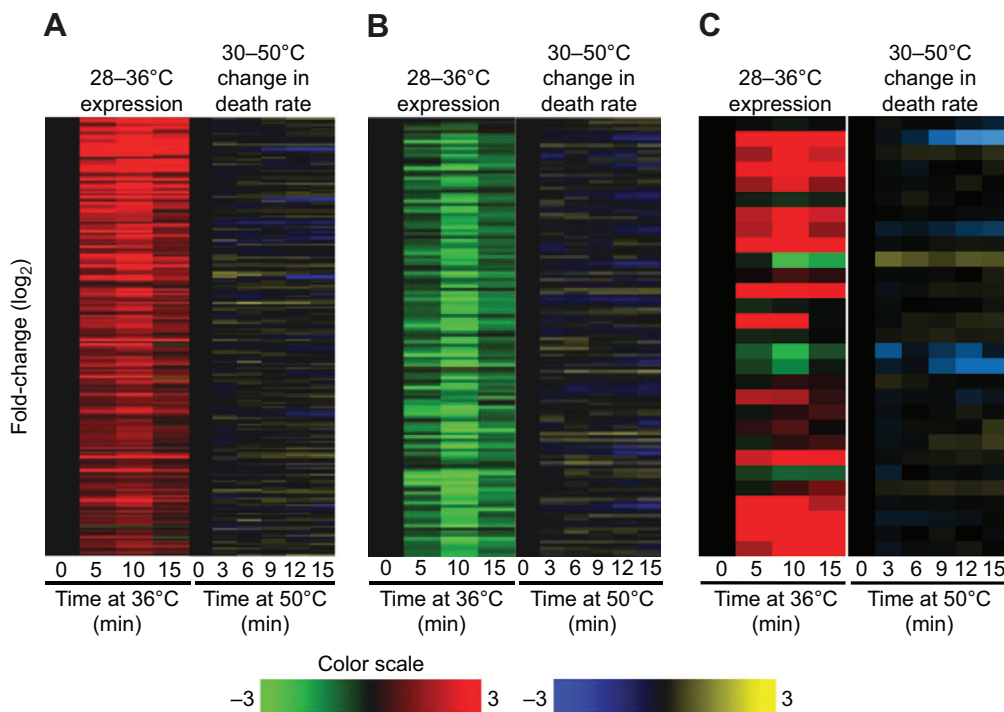 A
28–36°C
expression
30–50°C
change in
death rate
B
28–36°C
expression
30–50°C
change in
death rate
C
28–36°C
expression
30–50°C
change in
death rate
Fold-change (log2)
0 5 10 15 0 3 6 9 12 15
Time at 36°C
(min)
Time at 50°C
(min)
0 5 10 15 0 3 6 9 12 15
Time at 36°C
(min)
Time at 50°C
(min)
0 5 10 15 0 3 6 9 12 15
Time at 36°C
(min)
Time at 50°C
(min)
Color scale
–3 3 –3 3